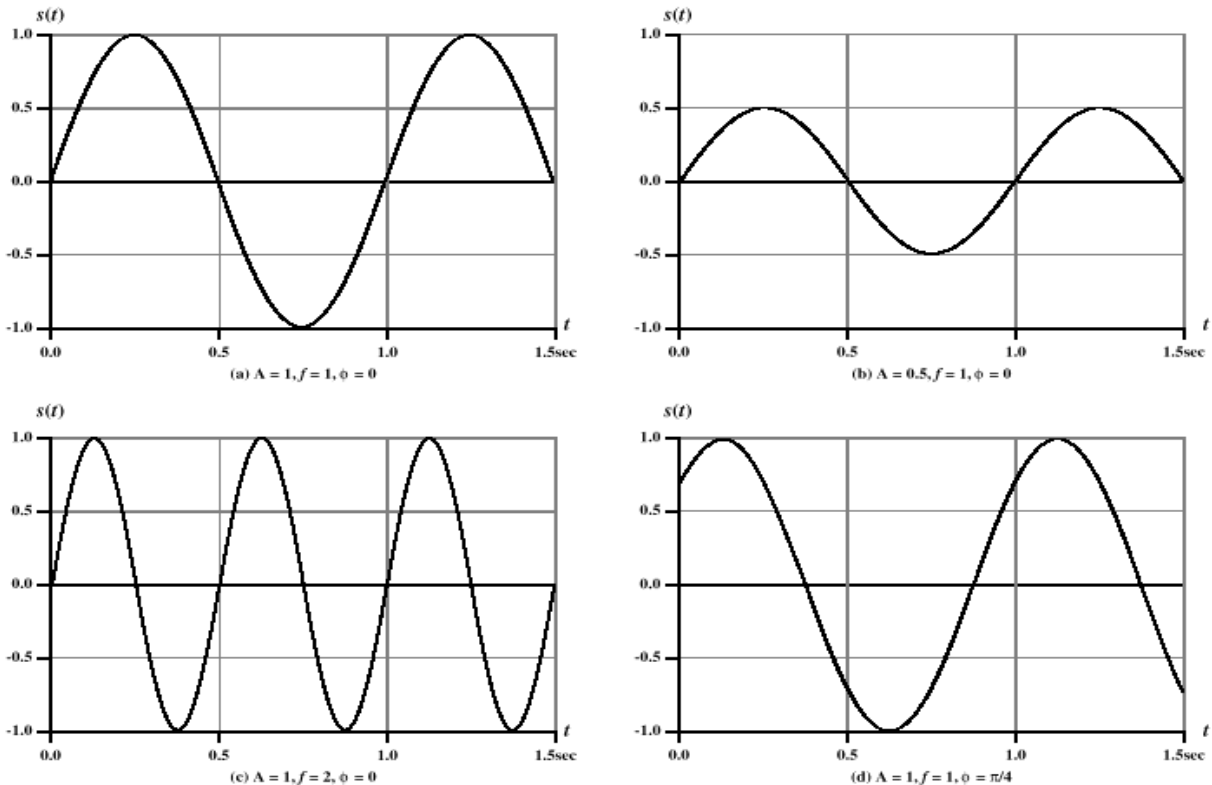 s(t)
1.0
0.5
0.0
-0.5
-1.0
t
0.0 0.5 1.0 1.5sec
(a) A = 1, f = 1, ϕ = 0
s(t)
1.0
0.5
0.0
-0.5
-1.0
t
0.0 0.5 1.0 1.5sec
(b) A = 0.5, f = 1, ϕ = 0
s(t)
1.0
0.5
0.0
-0.5
-1.0
t
0.0 0.5 1.0 1.5sec
(c) A = 1, f = 2, ϕ = 0
s(t)
1.0
0.5
0.0
-0.5
-1.0
t
0.0 0.5 1.0 1.5sec
(d) A = 1, f = 1, ϕ = π/4